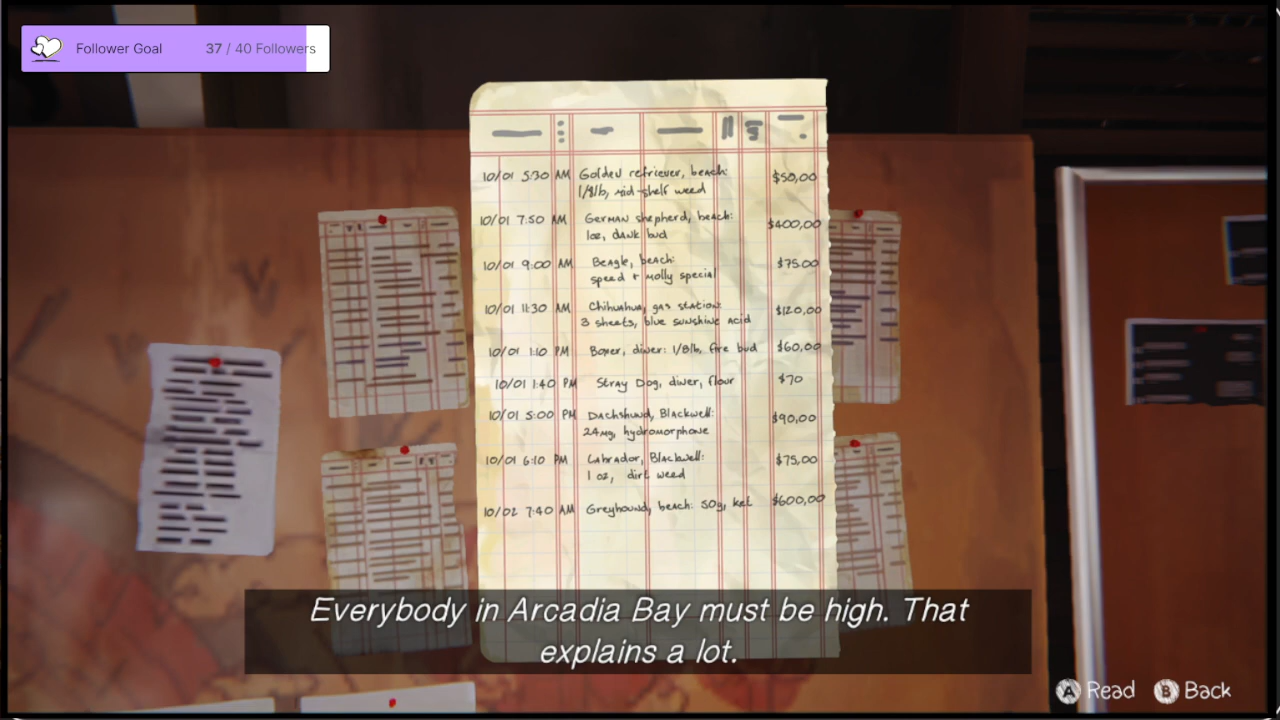 Follower Goal 37 / 40 Followers
10/01 5:30 AM Golden retriever, beach: $50,00
1/8lb, mid-shelf weed
10/01 7:50 AM German shepherd, beach: $400,00
1oz, dank bud
10/01 9:00 AM Beagle, beach: $75.00
speed + molly special
10/01 11:30 AM Chihuahua, gas station: $120,00
3 sheets, blue sunshine acid
10/01 1:10 PM Boxer, diner: 1/8lb, fire bud $60,00
10/01 1:40 PM Stray Dog, diner, flour $70
10/01 5:00 PM Dachshund, Blackwell: $90,00
24mg, hydromorphone
10/01 6:10 PM Labrador, Blackwell: $75,00
1 oz, dirt weed
10/02 7:40 AM Greyhound, beach: 50g, ket $600,00
Everybody in Arcadia Bay must be high. That
explains a lot.
A Read B Back